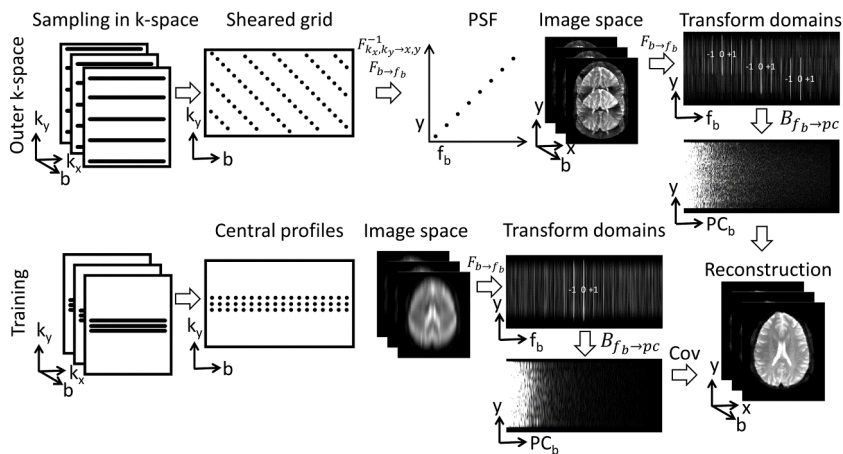 Sampling in k-space
Sheared grid
PSF
Image space
Transform domains
Outer k-space
k_y
k_x
b
k_y
b
F^{-1}_{k_x,k_y→x,y}
F_{b→f_b}
y
f_b
y
x
b
F_{b→f_b}
y
-1 0 +1
-1 0 +1
-1 0 +1
f_b
B_{f_b→pc}
y
PC_b
Central profiles
Image space
Transform domains
Reconstruction
Training
k_y
k_x
b
k_y
b
F_{b→f_b}
y
-1 0 +1
f_b
B_{f_b→pc}
y
PC_b
Cov
y
x
b